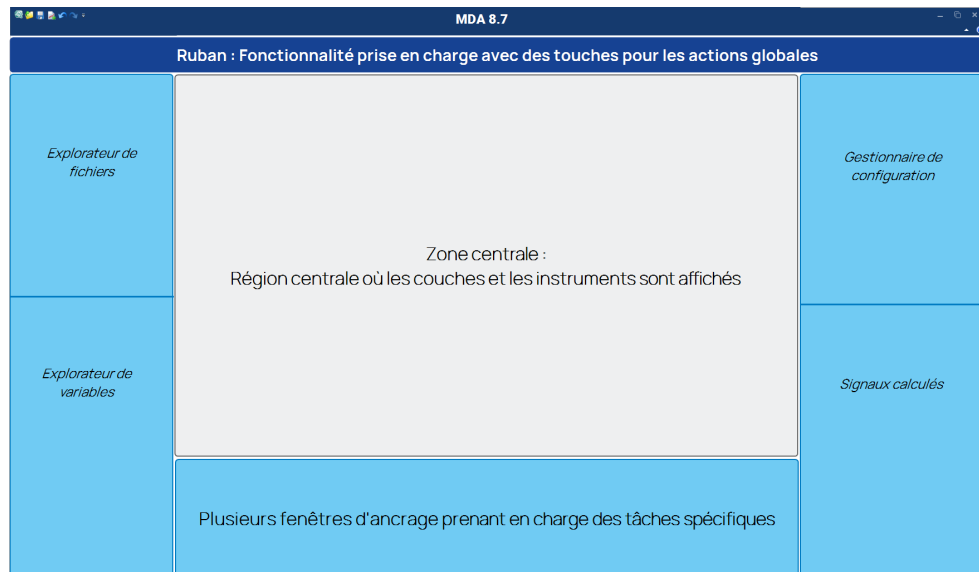 MDA 8.7
Ruban : Fonctionnalité prise en charge avec des touches pour les actions globales
Explorateur de
fichiers
Gestionnaire de
configuration
Zone centrale :
Région centrale où les couches et les instruments sont affichés
Explorateur de
variables
Signaux calculés
Plusieurs fenêtres d'ancrage prenant en charge des tâches spécifiques